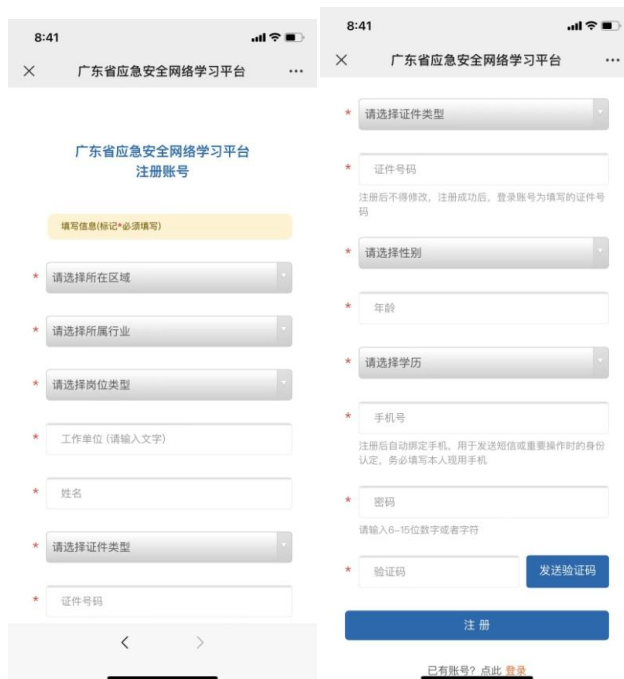 8:41
广东省应急安全网络学习平台
广东省应急安全网络学习平台
注册账号
填写信息(标记*必须填写)
* 请选择所在区域
* 请选择所属行业
* 请选择岗位类型
* 工作单位 (请输入文字)
* 姓名
* 请选择证件类型
* 证件号码
8:41
广东省应急安全网络学习平台
* 请选择证件类型
* 证件号码
注册后不得修改，注册成功后，登录账号为填写的证件号
码
* 请选择性别
* 年龄
* 请选择学历
* 手机号
注册后自动绑定手机，用于发送短信或重要操作时的身份
认定，务必填写本人现用手机
* 密码
请输入6-15位数字或者字符
* 验证码 发送验证码
注 册
已有账号？点此 登录